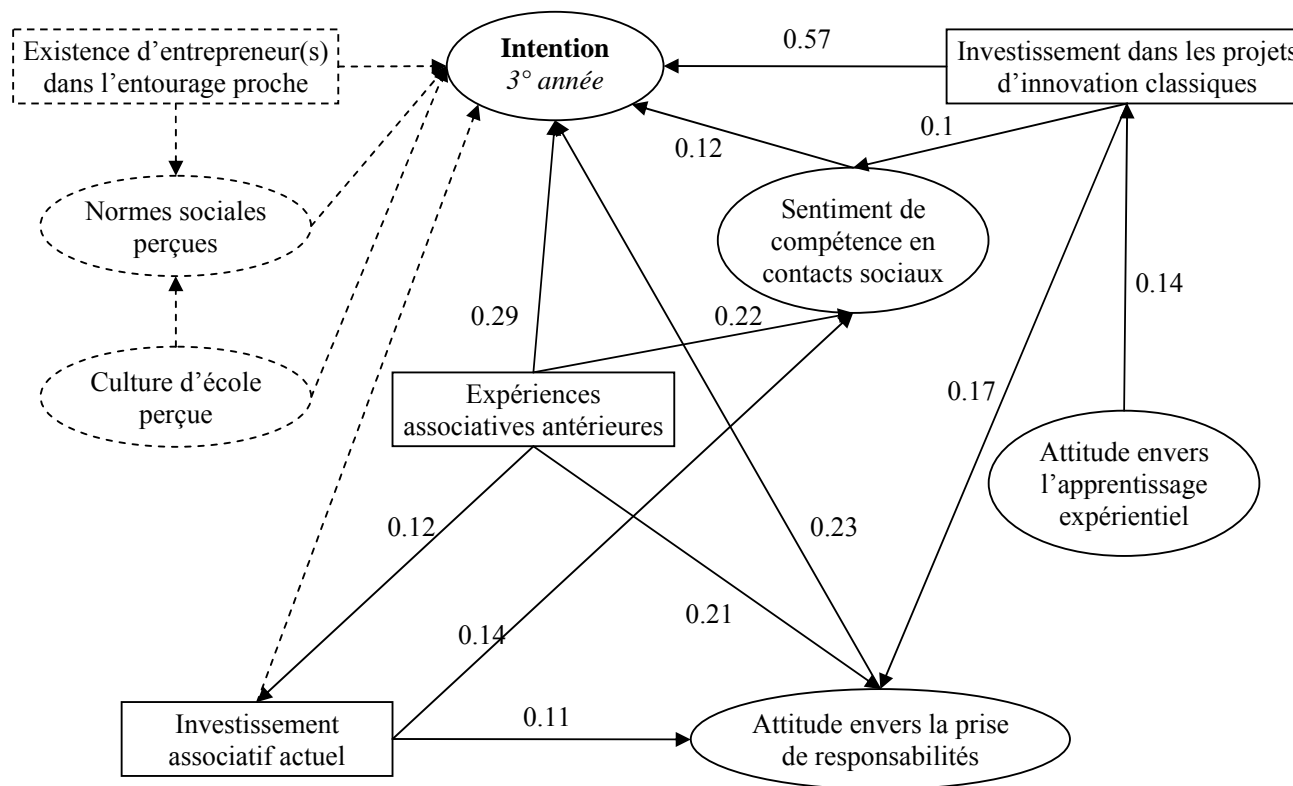 Existence d’entrepreneur(s)
dans l’entourage proche
Intention
3° année
0.57
Investissement dans les projets
d’innovation classiques
0.12
0.1
Normes sociales
perçues
Sentiment de
compétence en
contacts sociaux
0.14
0.29
0.22
Culture d’école
perçue
Expériences
associatives antérieures
0.17
Attitude envers
l’apprentissage
expérientiel
0.12
0.23
0.21
0.14
Investissement
associatif actuel
0.11
Attitude envers la prise
de responsabilités